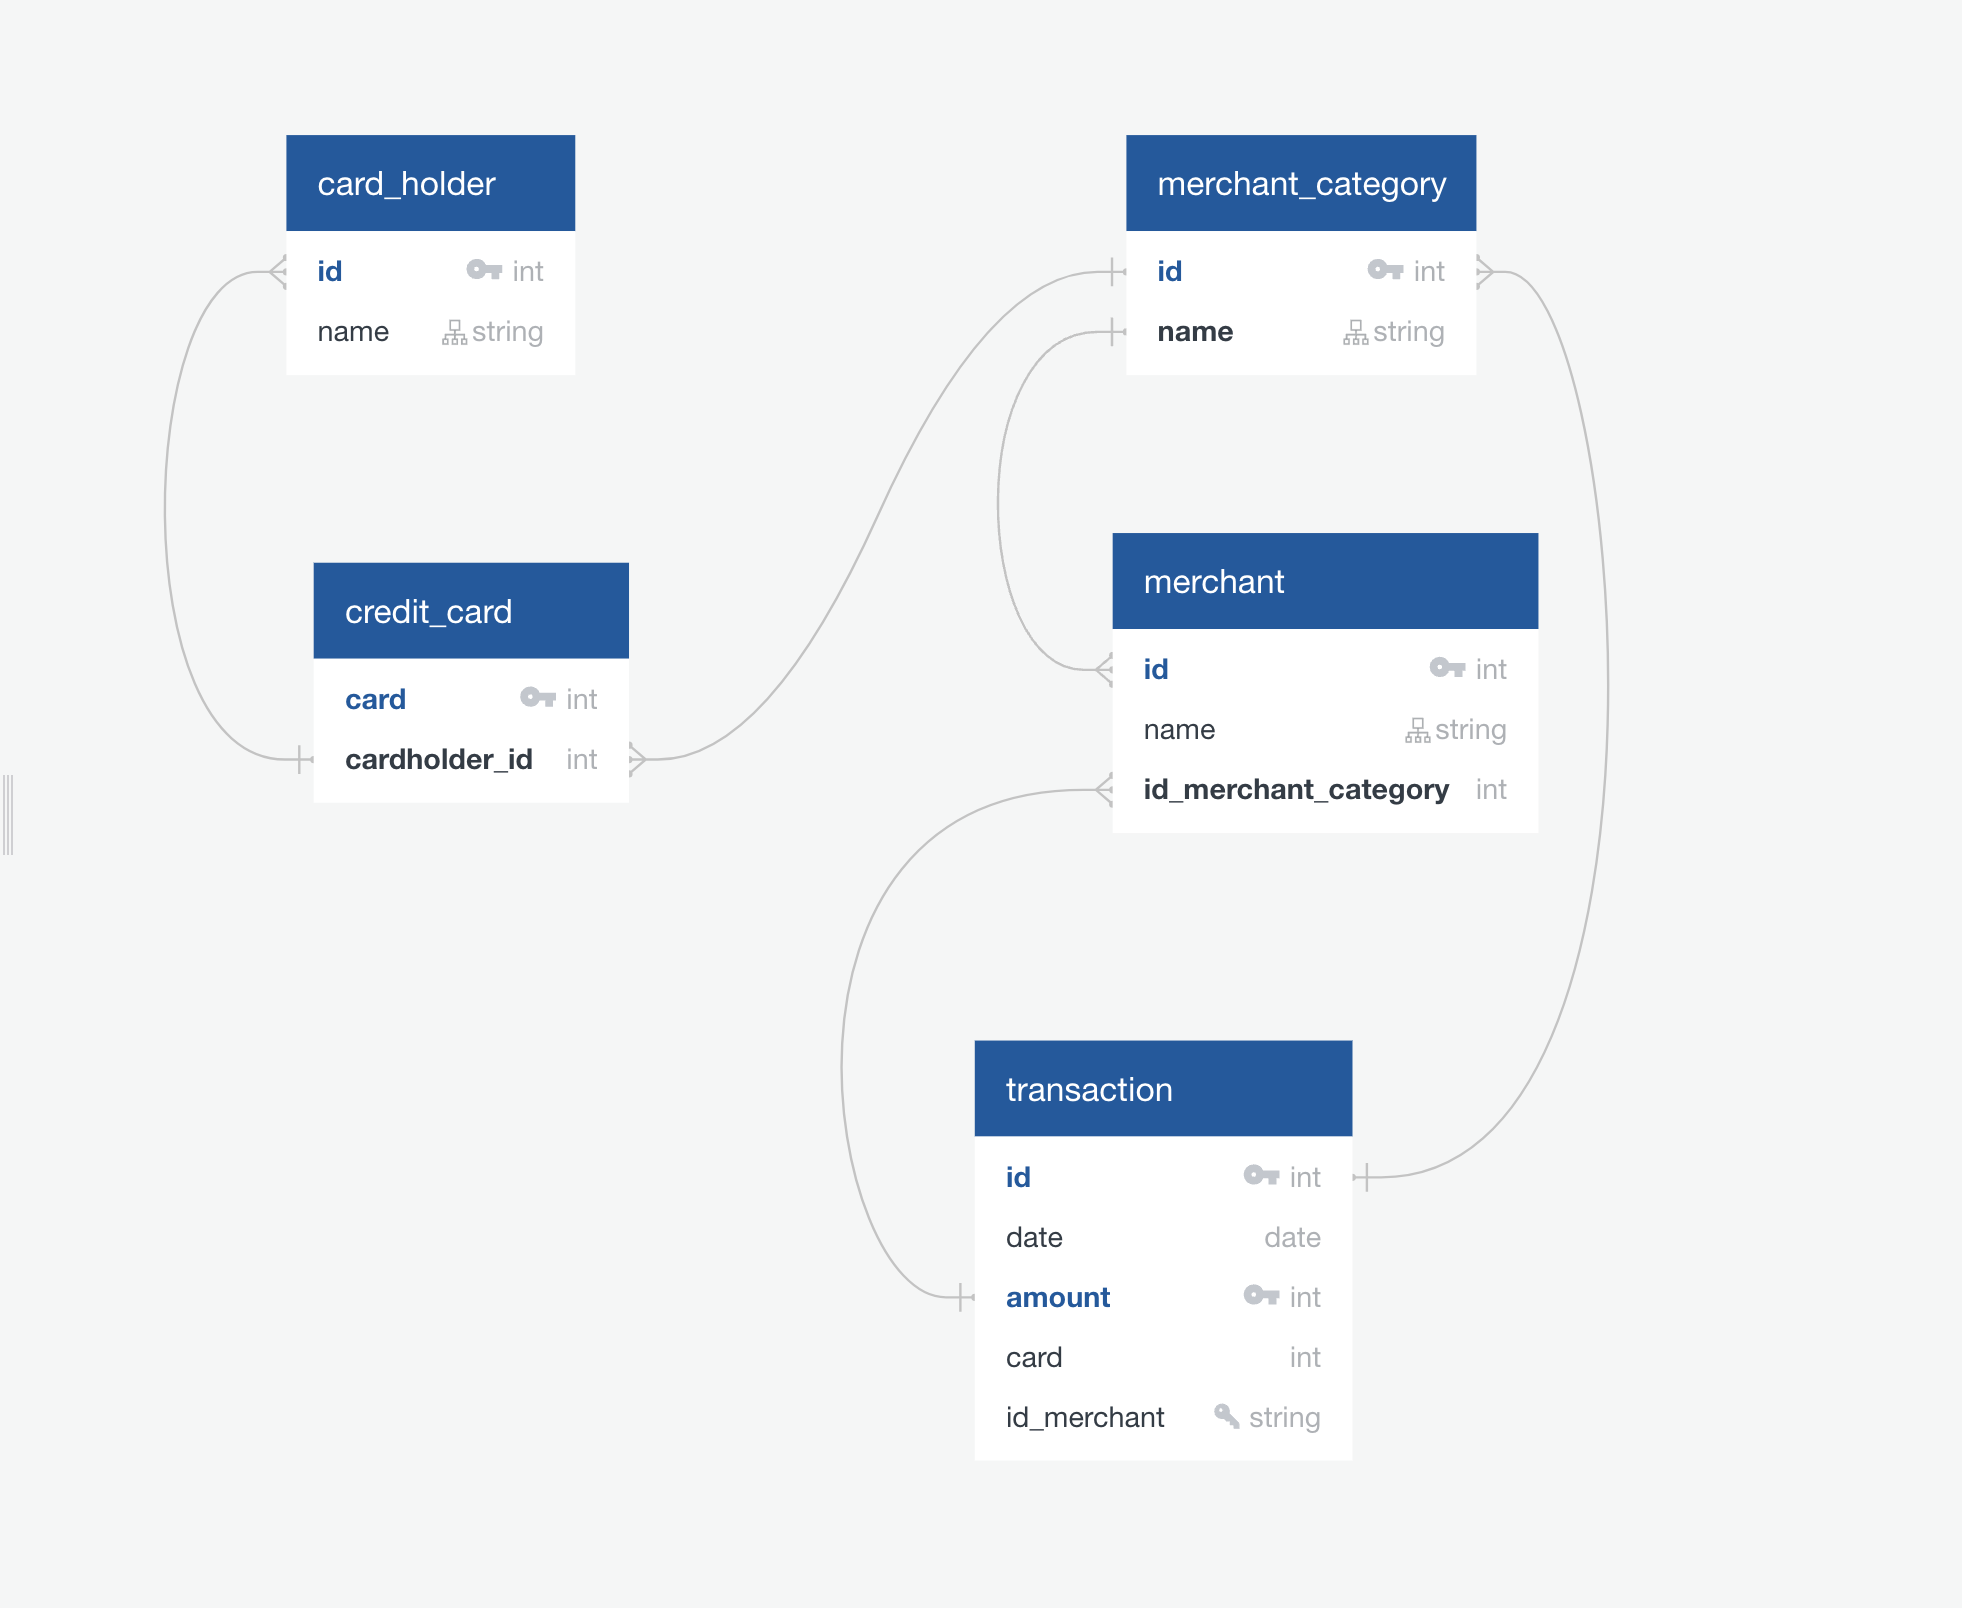 card_holder
id int
name string
merchant_category
id int
name string
credit_card
card int
cardholder_id int
merchant
id int
name string
id_merchant_category int
transaction
id int
date date
amount int
card int
id_merchant string